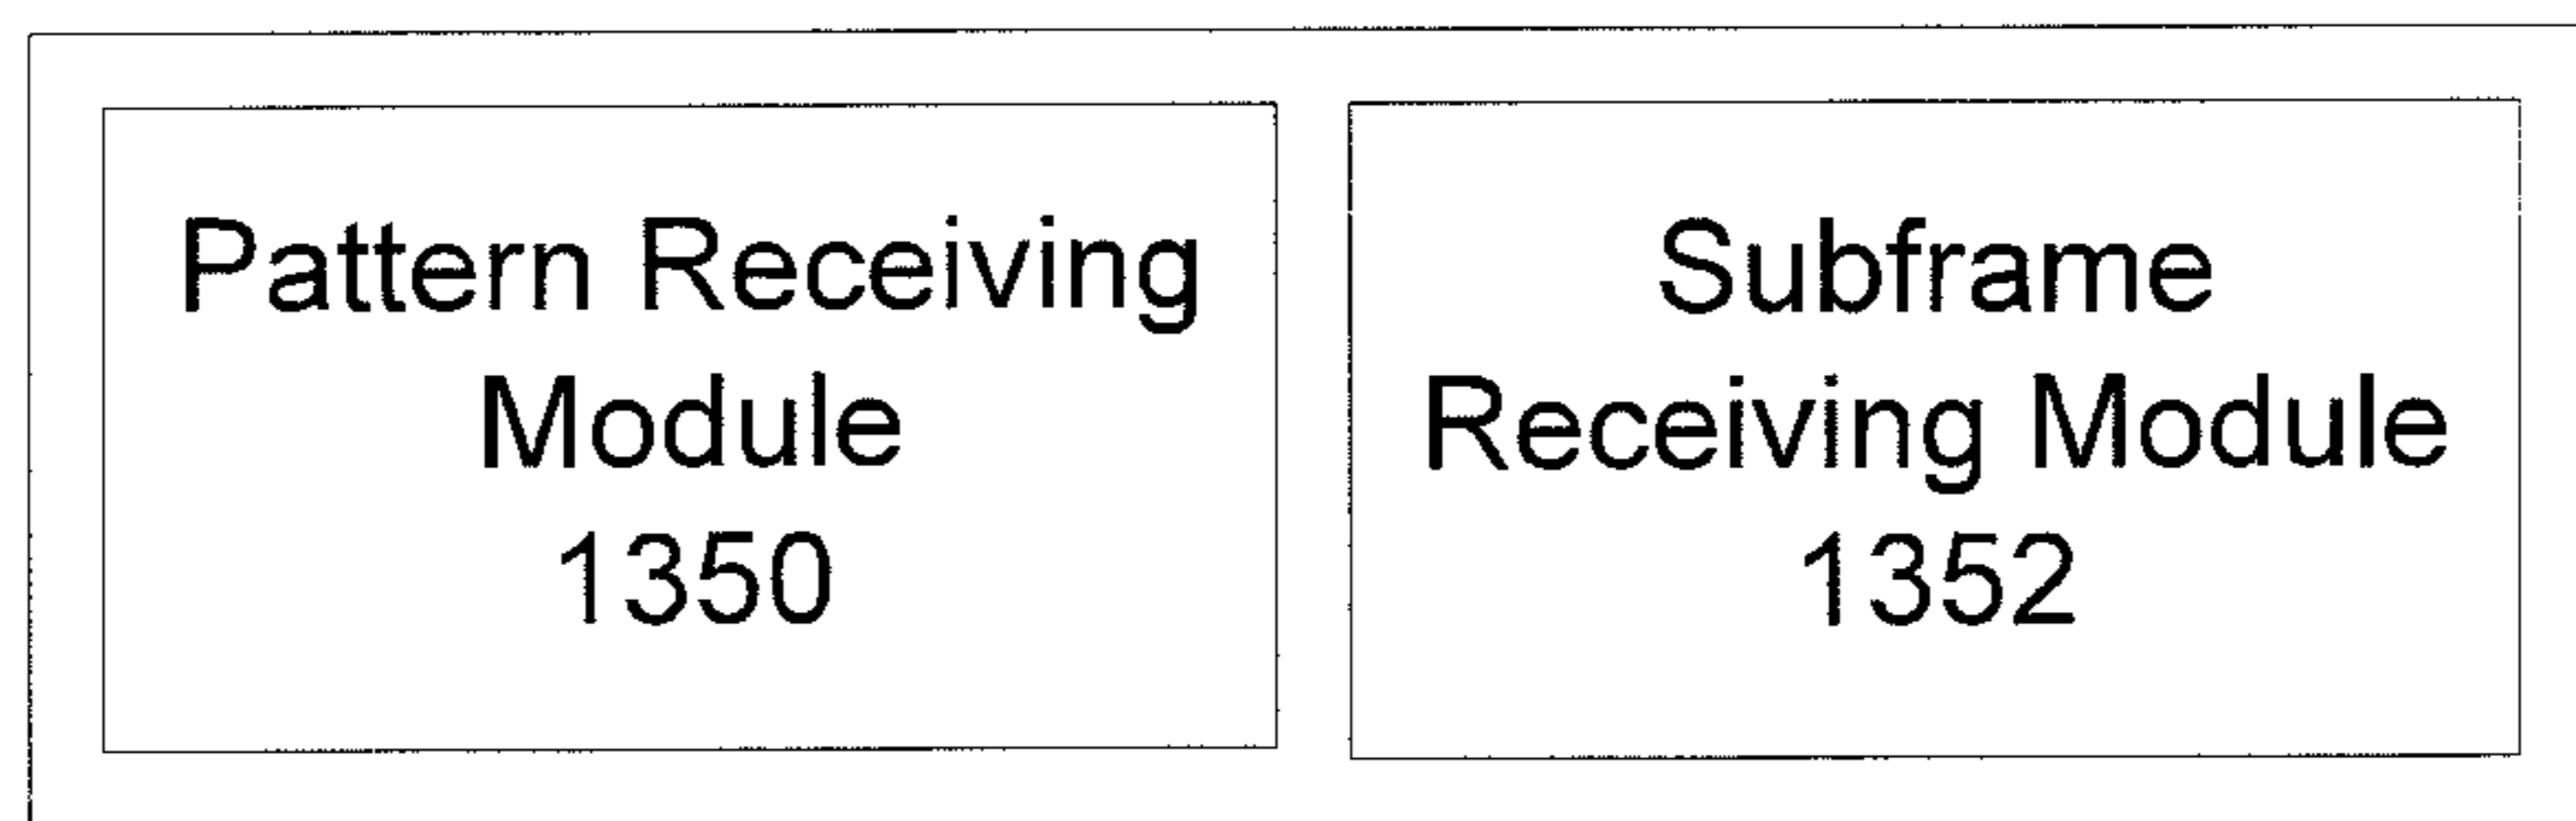 Pattern Receiving
Module
1350
Subframe
Receiving Module
1352